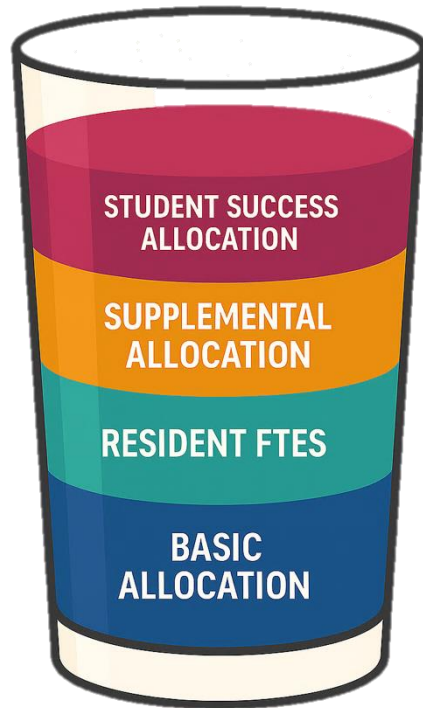 STUDENT SUCCESS
ALLOCATION
SUPPLEMENTAL
ALLOCATION
RESIDENT FTES
BASIC
ALLOCATION